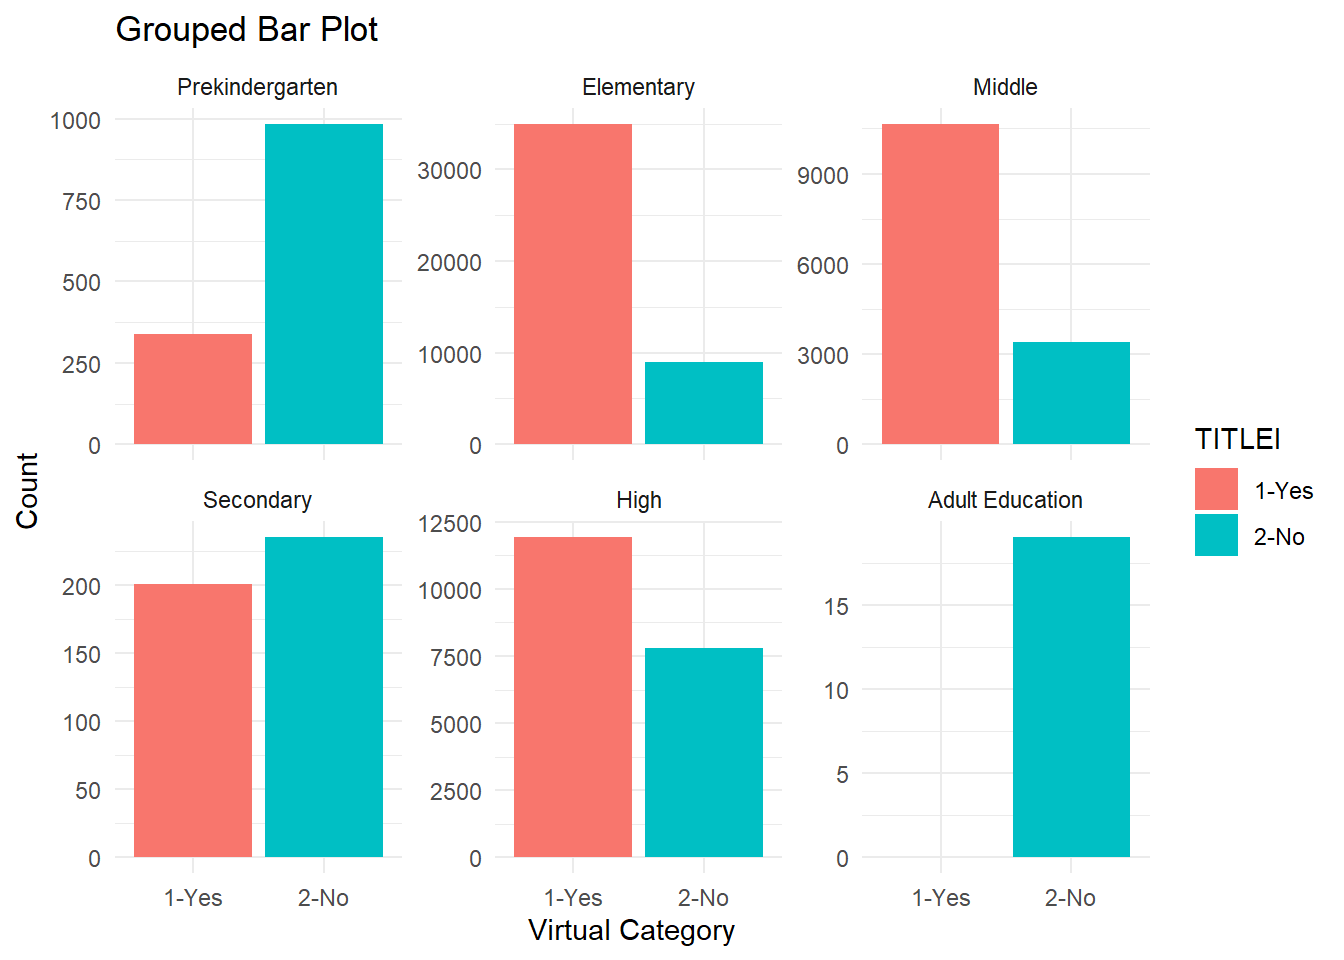 Grouped Bar Plot
Prekindergarten
Elementary
Middle
1000
750
500
250
0
30000
20000
10000
0
9000
6000
3000
0
Count
Secondary
High
Adult Education
200
150
100
50
0
12500
10000
7500
5000
2500
0
15
10
5
0
1-Yes
2-No
1-Yes
2-No
1-Yes
2-No
Virtual Category
TITLEI
1-Yes
2-No